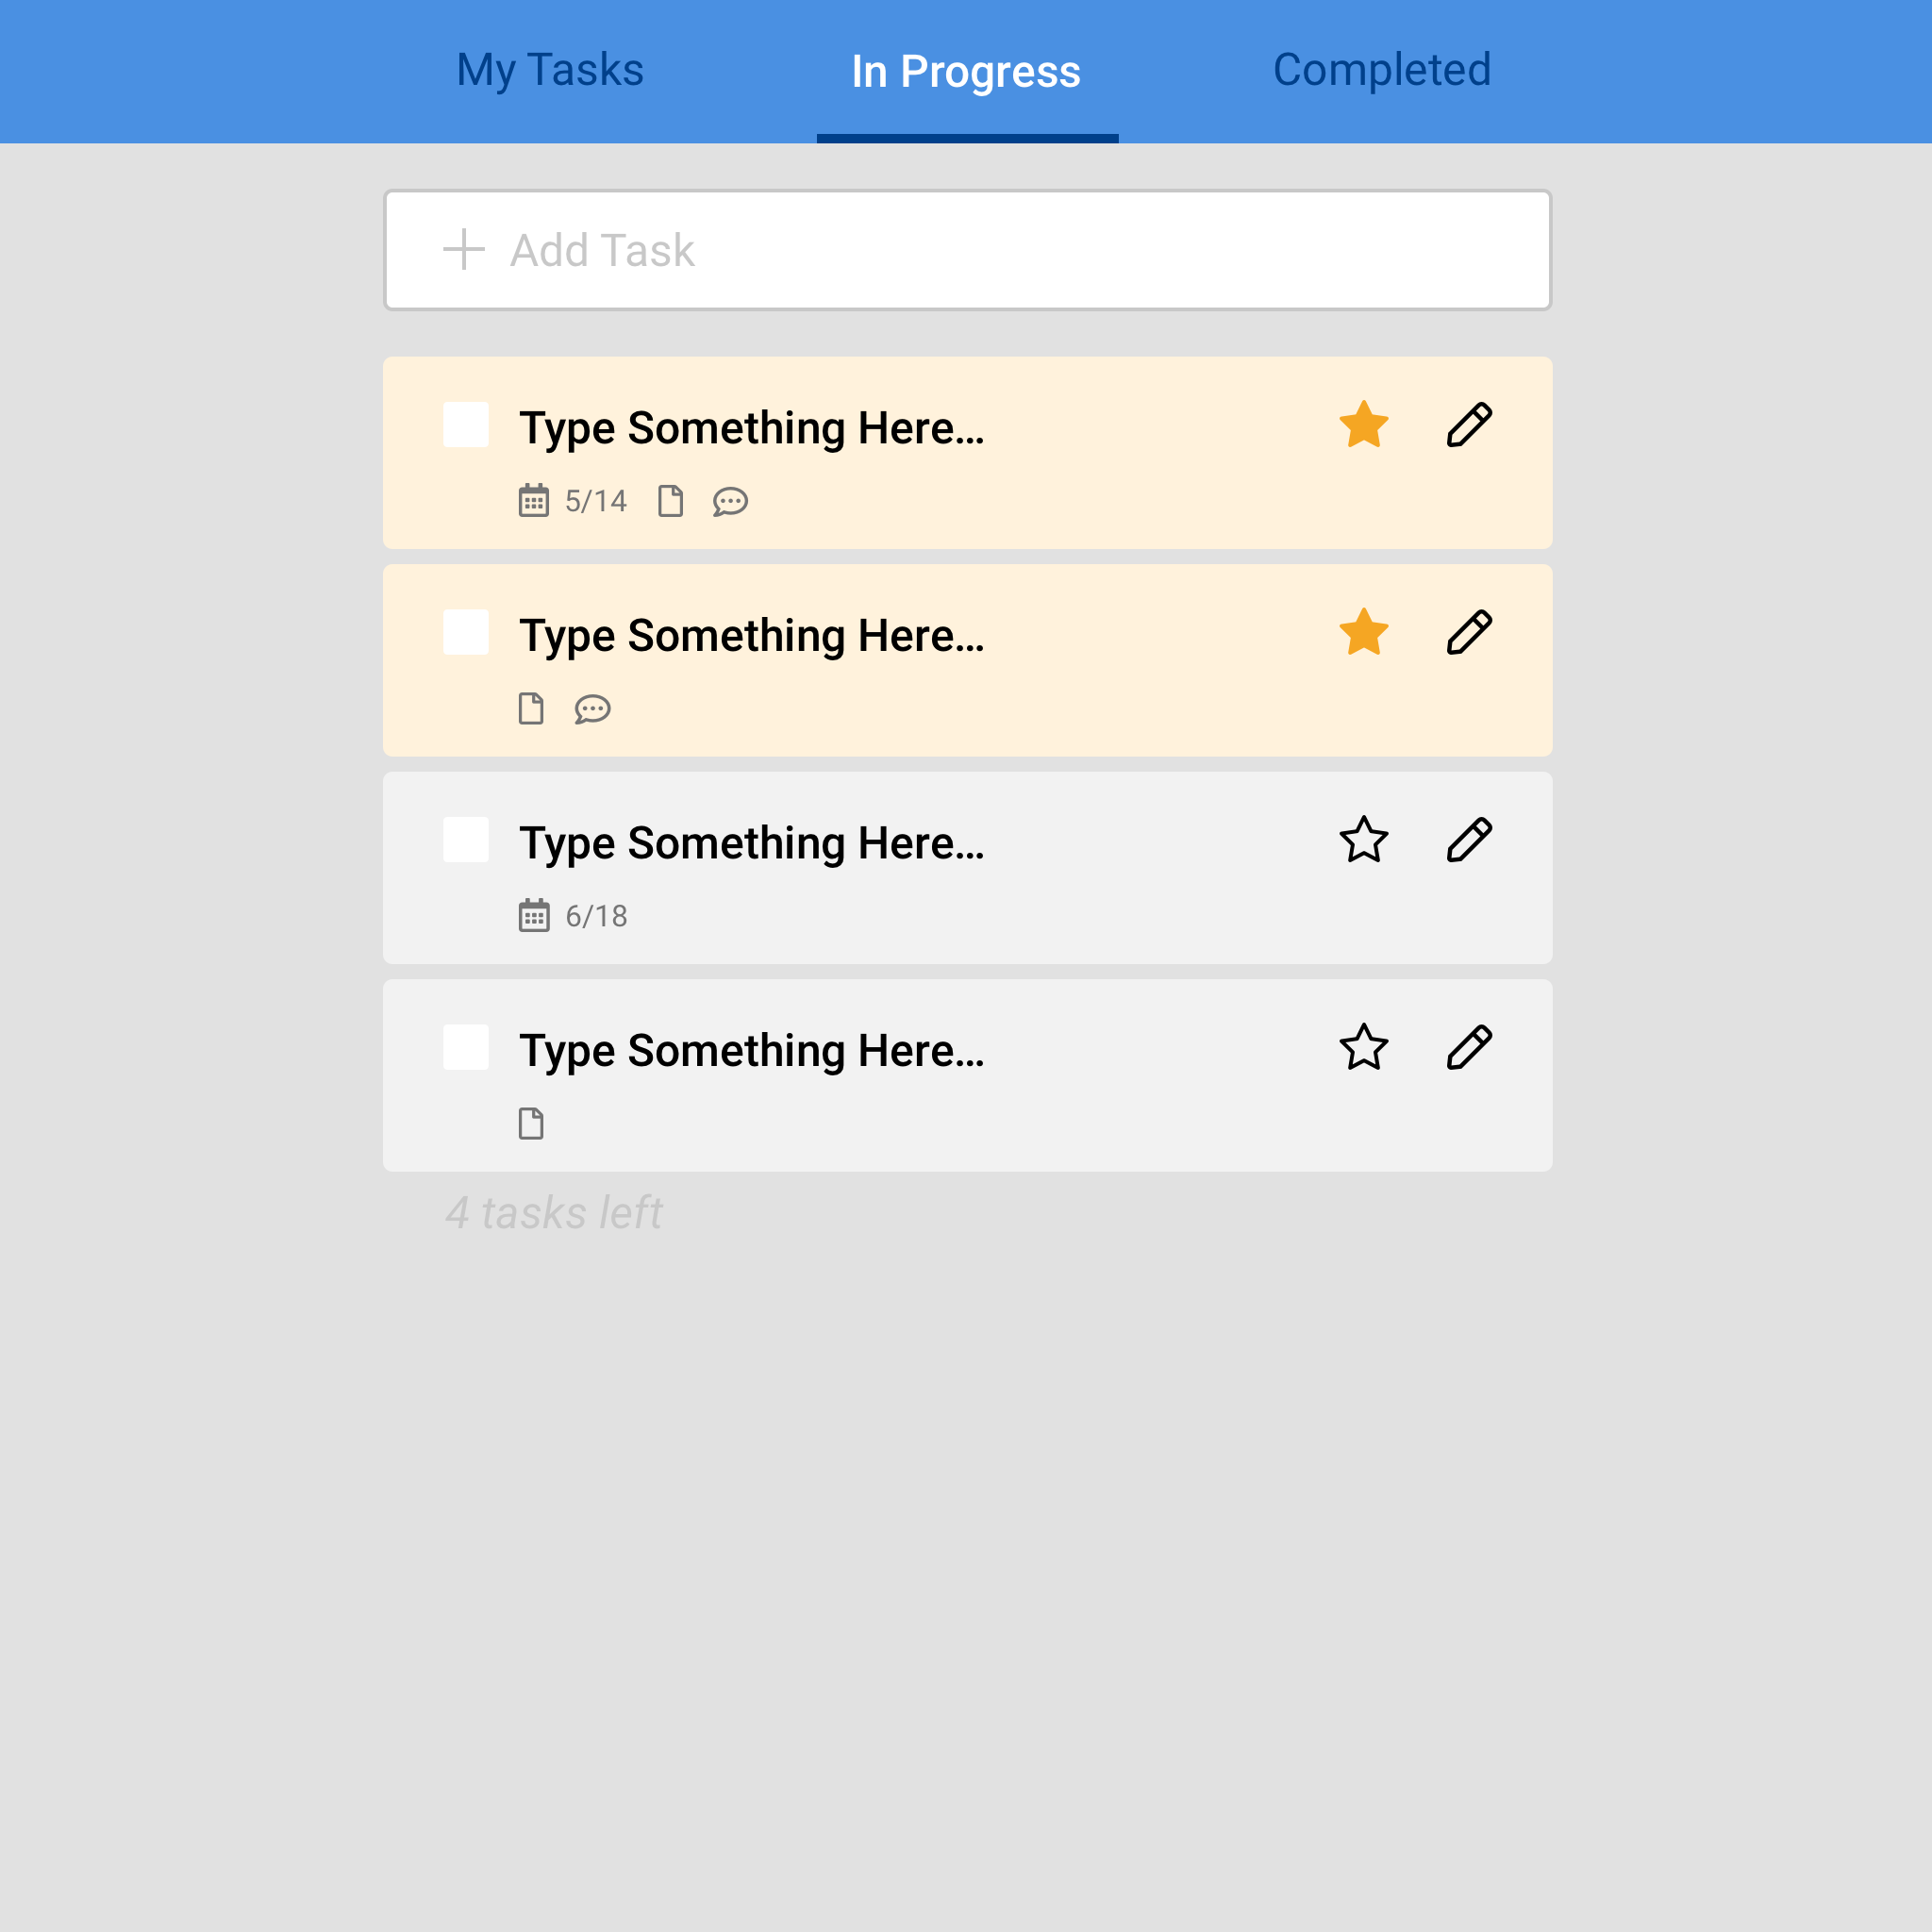 My Tasks
In Progress
Completed
Add Task
Type Something Here…
5/14
Type Something Here…
Type Something Here…
6/18
Type Something Here…
4 tasks left